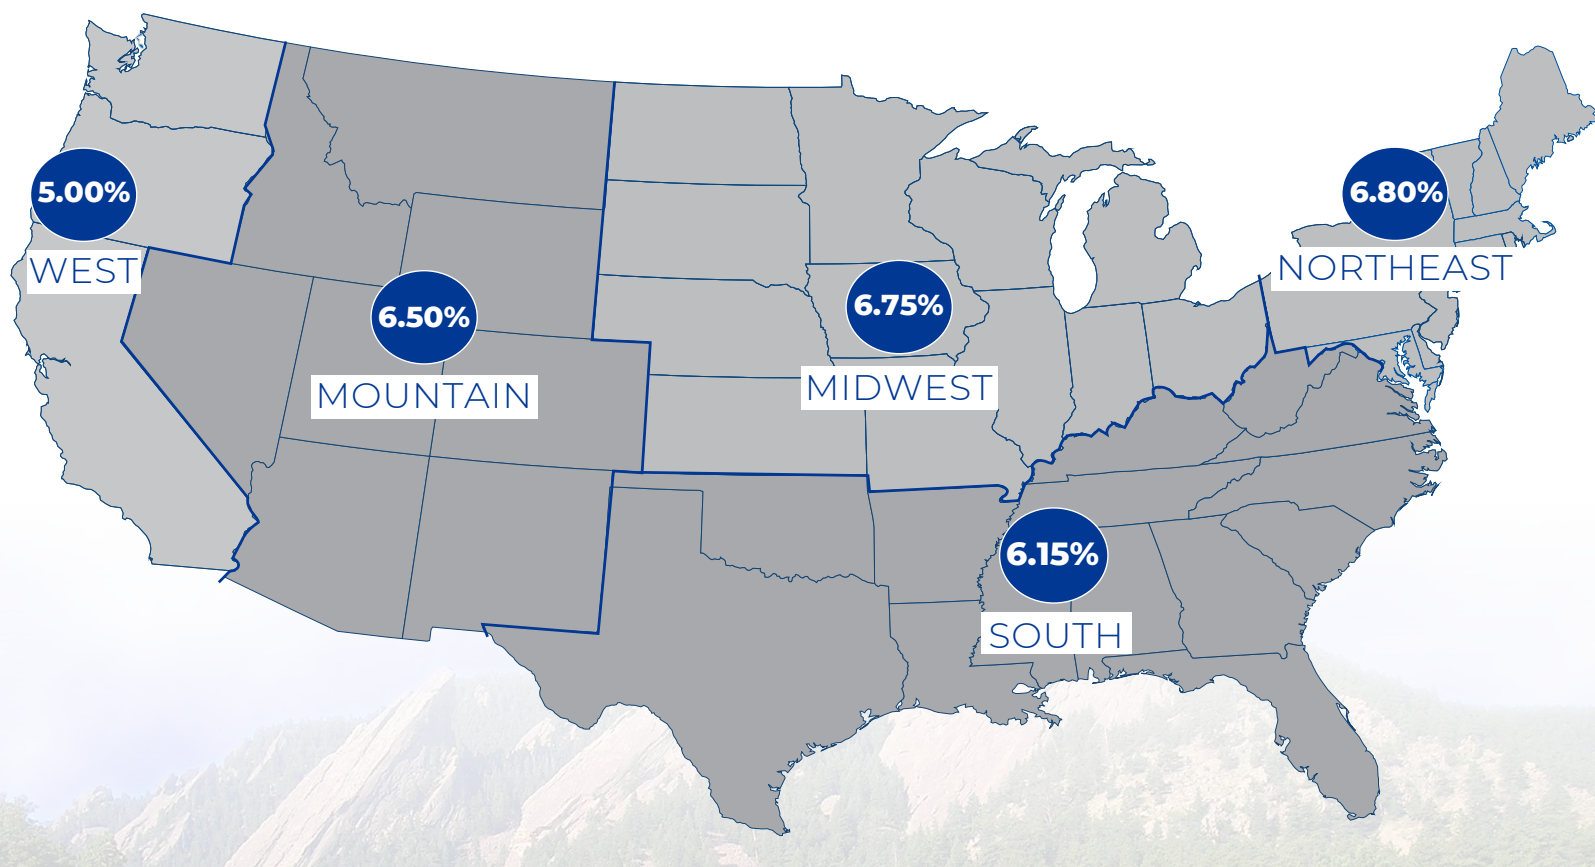 5.00%
WEST
6.50%
MOUNTAIN
6.75%
MIDWEST
6.80%
NORTHEAST
6.15%
SOUTH